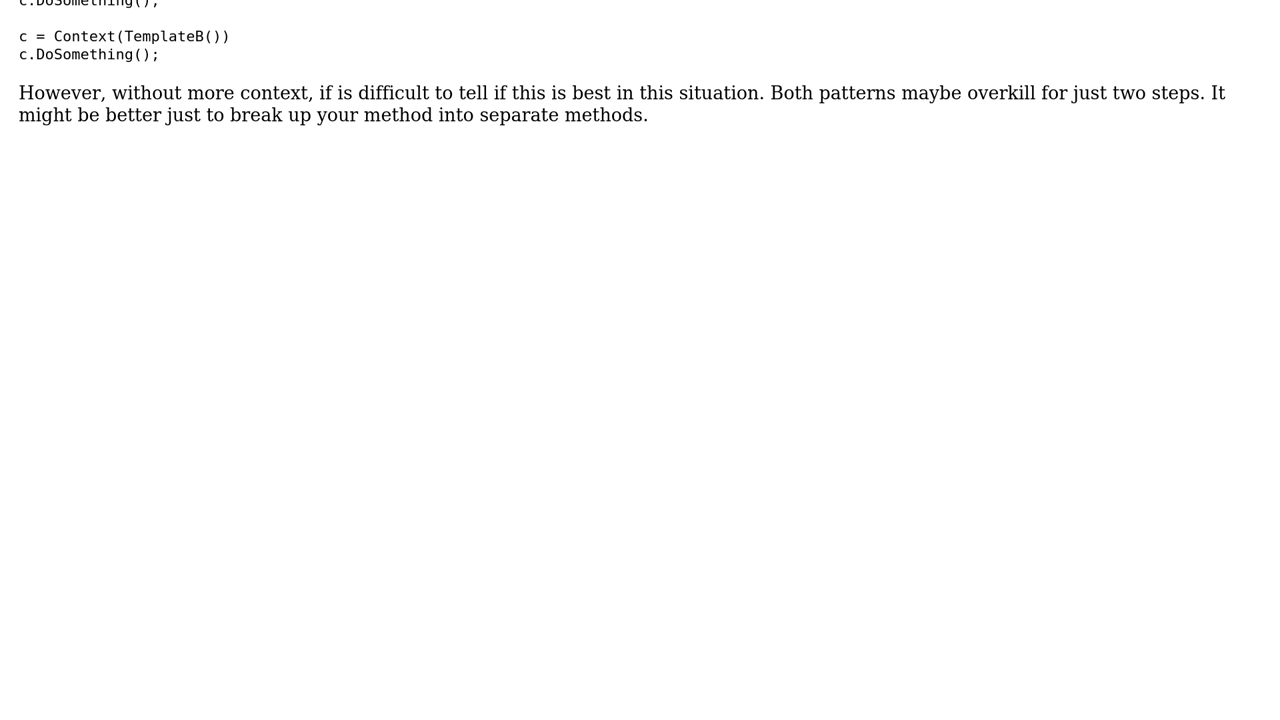 c.DoSomething();
c = Context(TemplateB())
c.DoSomething();
However, without more context, if is difficult to tell if this is best in this situation. Both patterns maybe overkill for just two steps. It
might be better just to break up your method into separate methods.